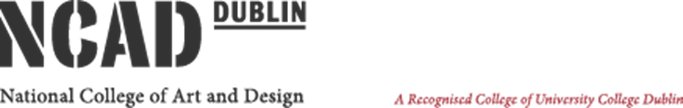 NCAD DUBLIN
National College of Art and Design
A Recognised College of University College Dublin